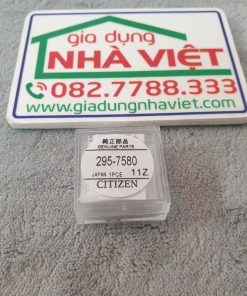 gia dụng
NHÀ VIỆT
082.7788.333
www.giadungnhaviet.com
純正部品
GENUINE PARTS
295-7580
JAPAN 1PCE 11Z
CITIZEN